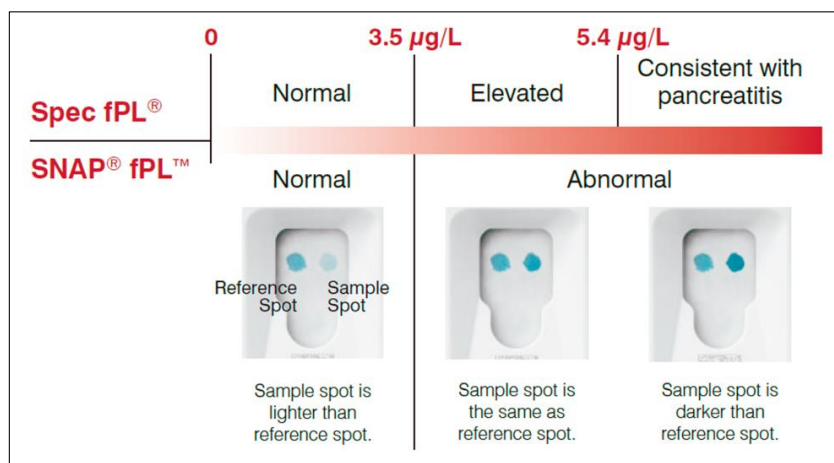 0
3.5 µg/L
5.4 µg/L
Spec fPL®
Normal
Elevated
Consistent with
pancreatitis
SNAP® fPL™
Normal
Abnormal
Reference
Spot
Sample
Spot
Sample spot is
lighter than
reference spot.
Sample spot is
the same as
reference spot.
Sample spot is
darker than
reference spot.